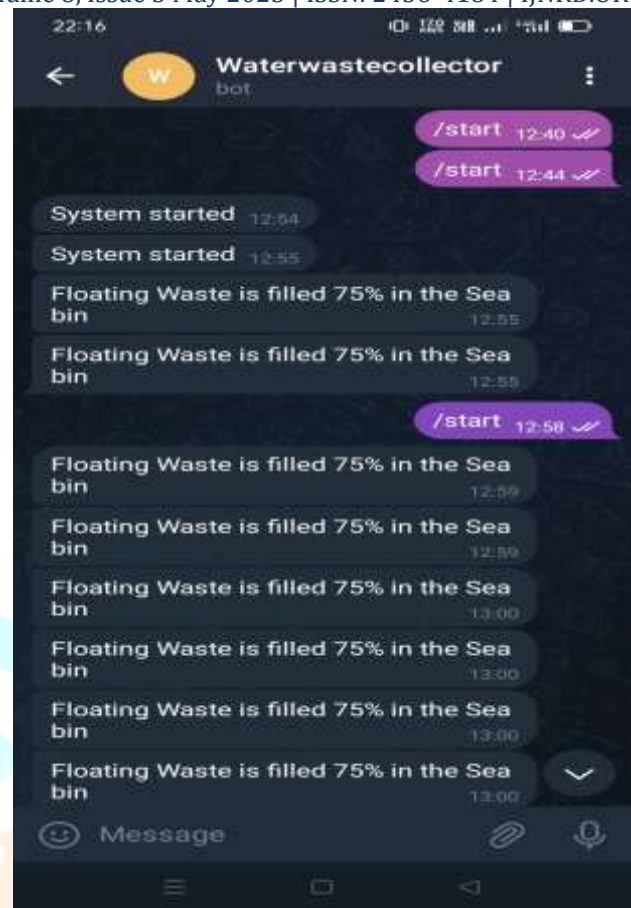 22:16
W
Waterwastecollector
bot
/start 12:40
/start 12:44
System started 12:54
System started 12:55
Floating Waste is filled 75% in the Sea
bin 12:55
Floating Waste is filled 75% in the Sea
bin 12:55
/start 12:58
Floating Waste is filled 75% in the Sea
bin 12:59
Floating Waste is filled 75% in the Sea
bin 12:59
Floating Waste is filled 75% in the Sea
bin 13:00
Floating Waste is filled 75% in the Sea
bin 13:00
Floating Waste is filled 75% in the Sea
bin 13:00
Floating Waste is filled 75% in the Sea
bin 13:00
Message